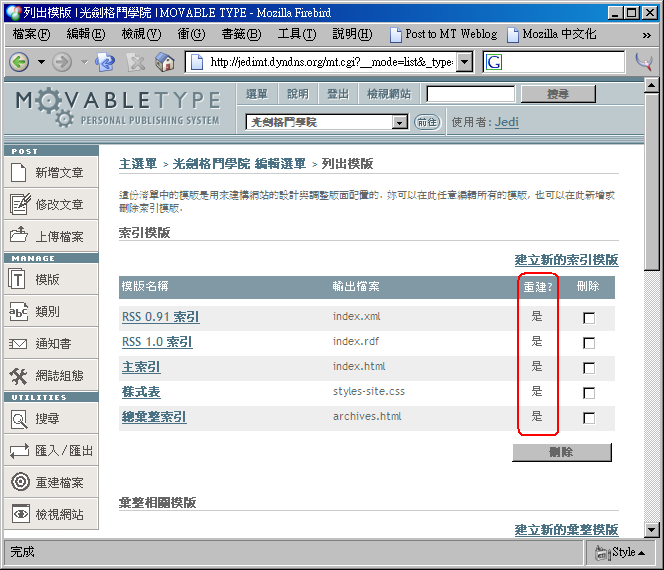 列出模版 | 光劍格鬥學院 | MOVABLE TYPE - Mozilla Firebird
檔案(F) 編輯(E) 檢視(V) 衝(G) 書籤(B) 工具(T) 說明(H) Post to MT Weblog Mozilla 中文化 »
http://jedimt.dyndns.org/mt.cgi?__mode=list&_type= G
MOVABLETYPE
PERSONAL PUBLISHING SYSTEM
選單 說明 登出 檢視網站 搜尋
光劍格鬥學院 前往 使用者: Jedi
POST
新增文章
修改文章
上傳檔案
MANAGE
模版
類別
通知書
網誌組態
UTILITIES
搜尋
匯入/匯出
重建檔案
檢視網站
主選單 > 光劍格鬥學院 編輯選單 > 列出模版
這份清單中的模版是用來建構網站的設計與調整版面配置的. 妳可以在此任意編輯所有的模版, 也可以在此新增或
刪除索引模版.
索引模版
建立新的索引模版
模版名稱 輸出檔案 重建? 刪除
RSS 0.91 索引 index.xml 是
RSS 1.0 索引 index.rdf 是
主索引 index.html 是
樣式表 styles-site.css 是
總彙整索引 archives.html 是
刪除
彙整相關模版
建立新的彙整模版
完成 Style